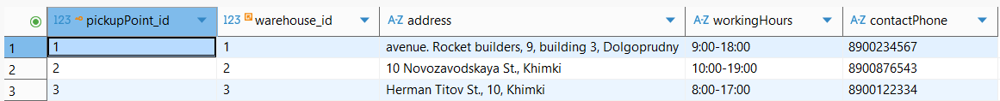 123 pickupPoint_id 123 warehouse_id A-Z address A-Z workingHours A-Z contactPhone
1 1 1 avenue. Rocket builders, 9, building 3, Dolgoprudny 9:00-18:00 8900234567
2 2 2 10 Novozavodskaya St., Khimki 10:00-19:00 8900876543
3 3 3 Herman Titov St., 10, Khimki 8:00-17:00 8900122334